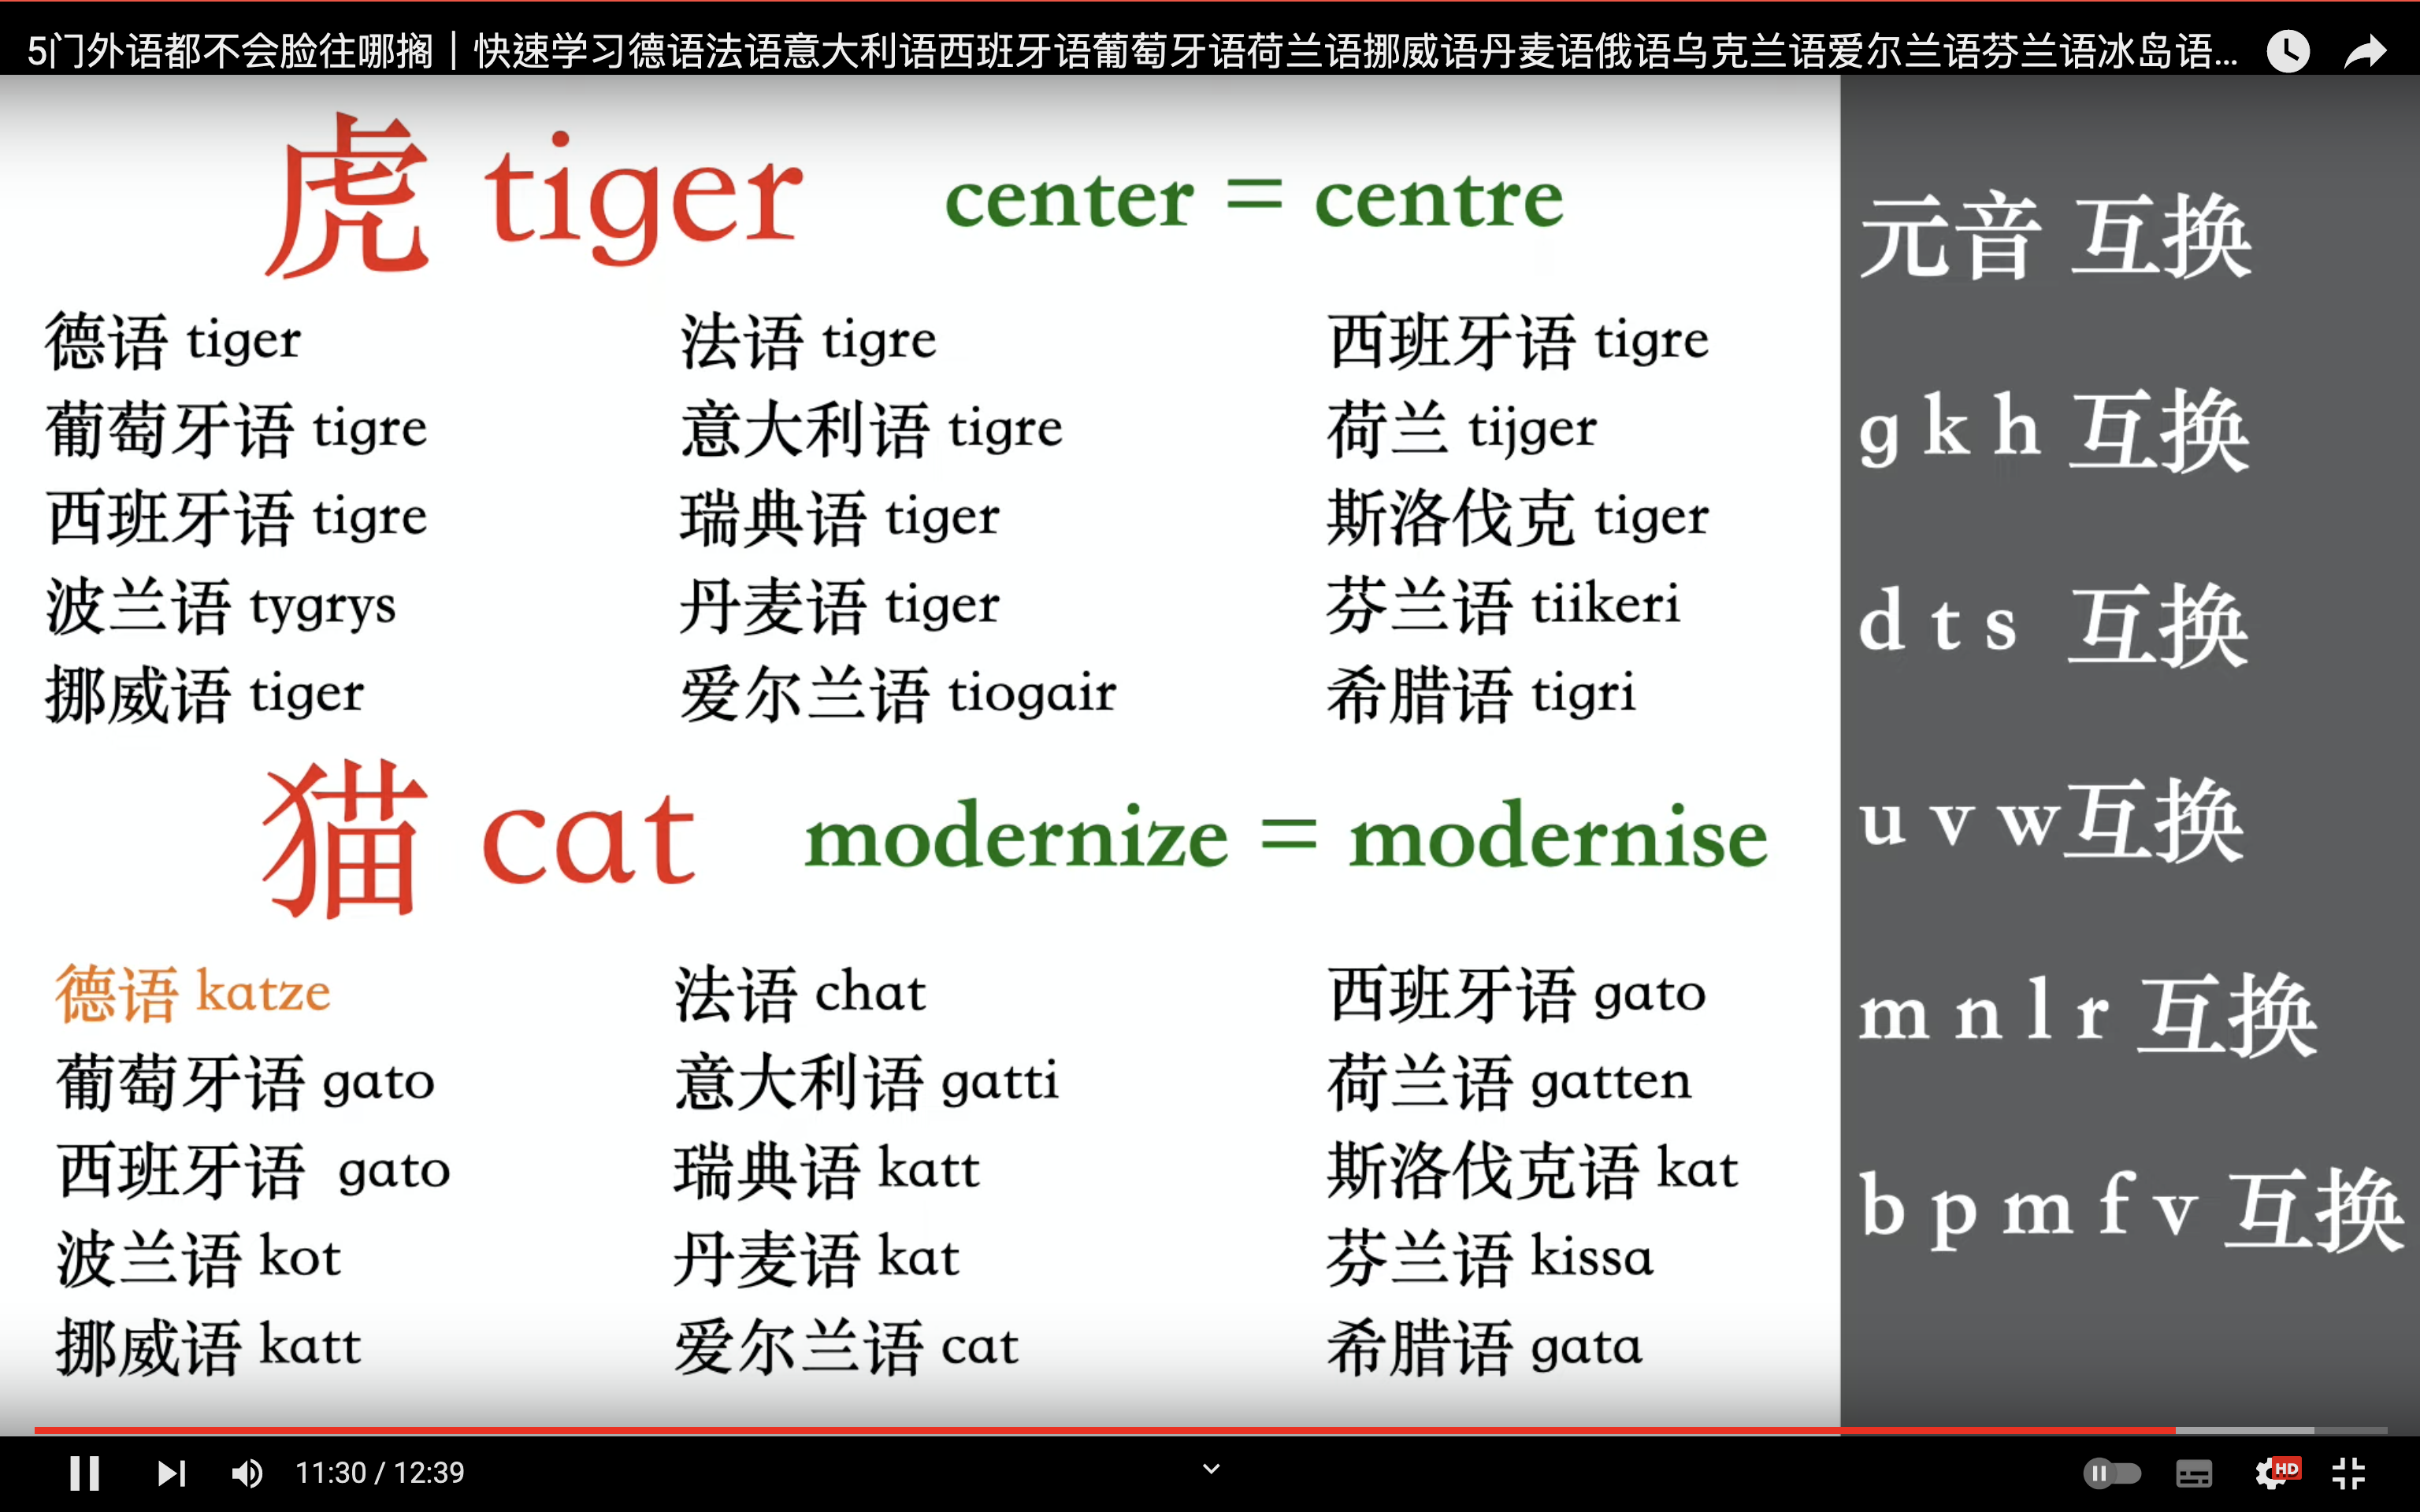 5门外语都不会脸往哪搁｜快速学习德语法语意大利语西班牙语葡萄牙语荷兰语挪威语丹麦语俄语乌克兰语爱尔兰语芬兰语冰岛语...
虎 tiger center = centre
德语 tiger 法语 tigre 西班牙语 tigre
葡萄牙语 tigre 意大利语 tigre 荷兰 tijger
西班牙语 tigre 瑞典语 tiger 斯洛伐克 tiger
波兰语 tygrys 丹麦语 tiger 芬兰语 tiikeri
挪威语 tiger 爱尔兰语 tiogair 希腊语 tigri
猫 cat modernize = modernise
德语 katze 法语 chat 西班牙语 gato
葡萄牙语 gato 意大利语 gatti 荷兰语 gatten
西班牙语 gato 瑞典语 katt 斯洛伐克语 kat
波兰语 kot 丹麦语 kat 芬兰语 kissa
挪威语 katt 爱尔兰语 cat 希腊语 gata
元音 互换
g k h 互换
d t s 互换
u v w互换
m n l r 互换
b p m f v 互换
11:30 / 12:39
HD